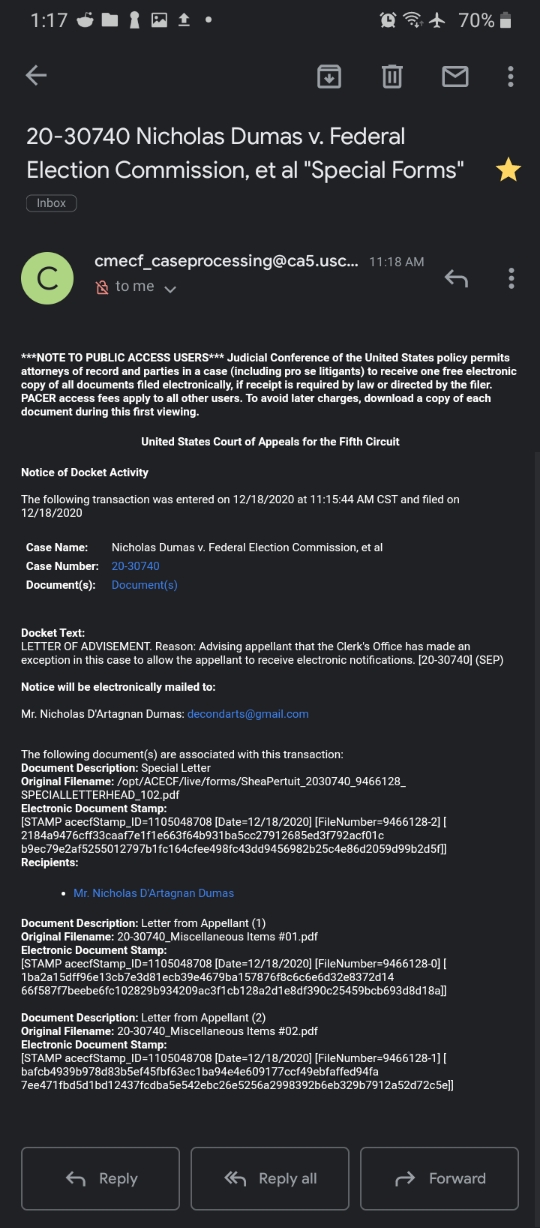 1:17 70%
20-30740 Nicholas Dumas v. Federal
Election Commission, et al "Special Forms"
Inbox
C
cmecf_caseprocessing@ca5.usc... 11:18 AM
to me
***NOTE TO PUBLIC ACCESS USERS*** Judicial Conference of the United States policy permits
attorneys of record and parties in a case (including pro se litigants) to receive one free electronic
copy of all documents filed electronically, if receipt is required by law or directed by the filer.
PACER access fees apply to all other users. To avoid later charges, download a copy of each
document during this first viewing.
United States Court of Appeals for the Fifth Circuit
Notice of Docket Activity
The following transaction was entered on 12/18/2020 at 11:15:44 AM CST and filed on
12/18/2020
Case Name: Nicholas Dumas v. Federal Election Commission, et al
Case Number: 20-30740
Document(s): Document(s)
Docket Text:
LETTER OF ADVISEMENT. Reason: Advising appellant that the Clerk's Office has made an
exception in this case to allow the appellant to receive electronic notifications. [20-30740] (SEP)
Notice will be electronically mailed to:
Mr. Nicholas D'Artagnan Dumas: decondarts@gmail.com
The following document(s) are associated with this transaction:
Document Description: Special Letter
Original Filename: /opt/ACECF/live/forms/SheaPertuit_2030740_9466128_
SPECIALLETTERHEAD_102.pdf
Electronic Document Stamp:
[STAMP acecfStamp_ID=1105048708 [Date=12/18/2020] [FileNumber=9466128-2] [
2184a9476cff33caaf7e1f1e663f64b931ba5cc27912685ed3f792acf01c
b9ec79e2af5255012797b1fc164cfee498fc43dd9456982b25c4e86d2059d99b2d5f]]
Recipients:
• Mr. Nicholas D'Artagnan Dumas
Document Description: Letter from Appellant (1)
Original Filename: 20-30740_Miscellaneous Items #01.pdf
Electronic Document Stamp:
[STAMP acecfStamp_ID=1105048708 [Date=12/18/2020] [FileNumber=9466128-0] [
1ba2a15dff96e13cb7e3d81ecb39e4679ba157876f8c6c6e6d32e8372d14
66f587f7beebe6fc102829b934209ac3f1cb128a2d1e8df390c25459bcb693d8d18a]]
Document Description: Letter from Appellant (2)
Original Filename: 20-30740_Miscellaneous Items #02.pdf
Electronic Document Stamp:
[STAMP acecfStamp_ID=1105048708 [Date=12/18/2020] [FileNumber=9466128-1] [
bafcb4939b978d83b5ef45fbf63ec1ba94e4e609177ccf49ebfaffed94fa
7ee471fbd5d1bd12437fcdba5e542ebc26e5256a2998392b6eb329b7912a52d72c5e]]
Reply Reply all Forward